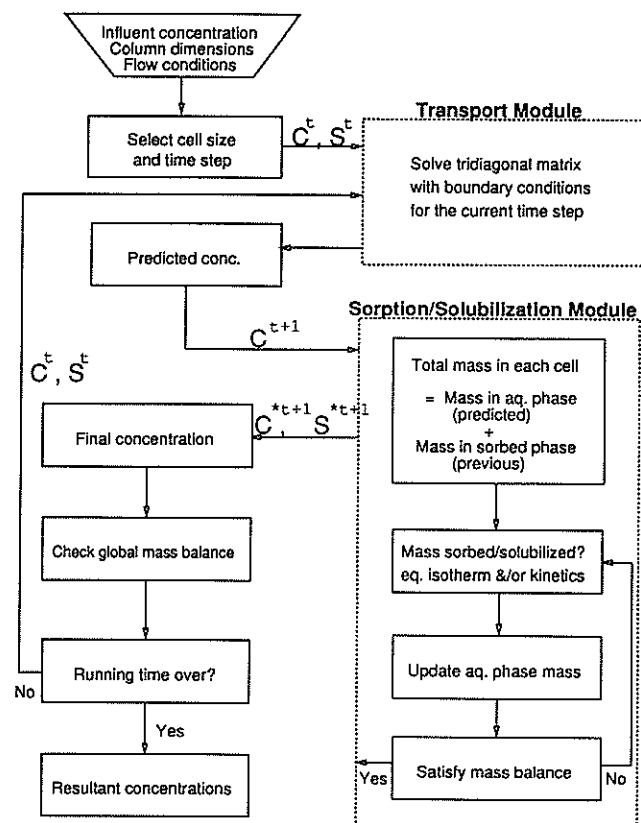 Influent concentration
Column dimensions
Flow conditions
Select cell size
and time step
C^t, S^t
Transport Module
Solve tridiagonal matrix
with boundary conditions
for the current time step
Predicted conc.
C^t+1
Sorption/Solubilization Module
Total mass in each cell
= Mass in aq. phase
(predicted)
+
Mass in sorbed phase
(previous)
C^t, S^t
C^*t+1, S^*t+1
Final concentration
Check global mass balance
Mass sorbed/solubilized?
eq. isotherm &/or kinetics
Running time over?
No
Yes
Update aq. phase mass
Resultant concentrations
Yes
Satisfy mass balance
No